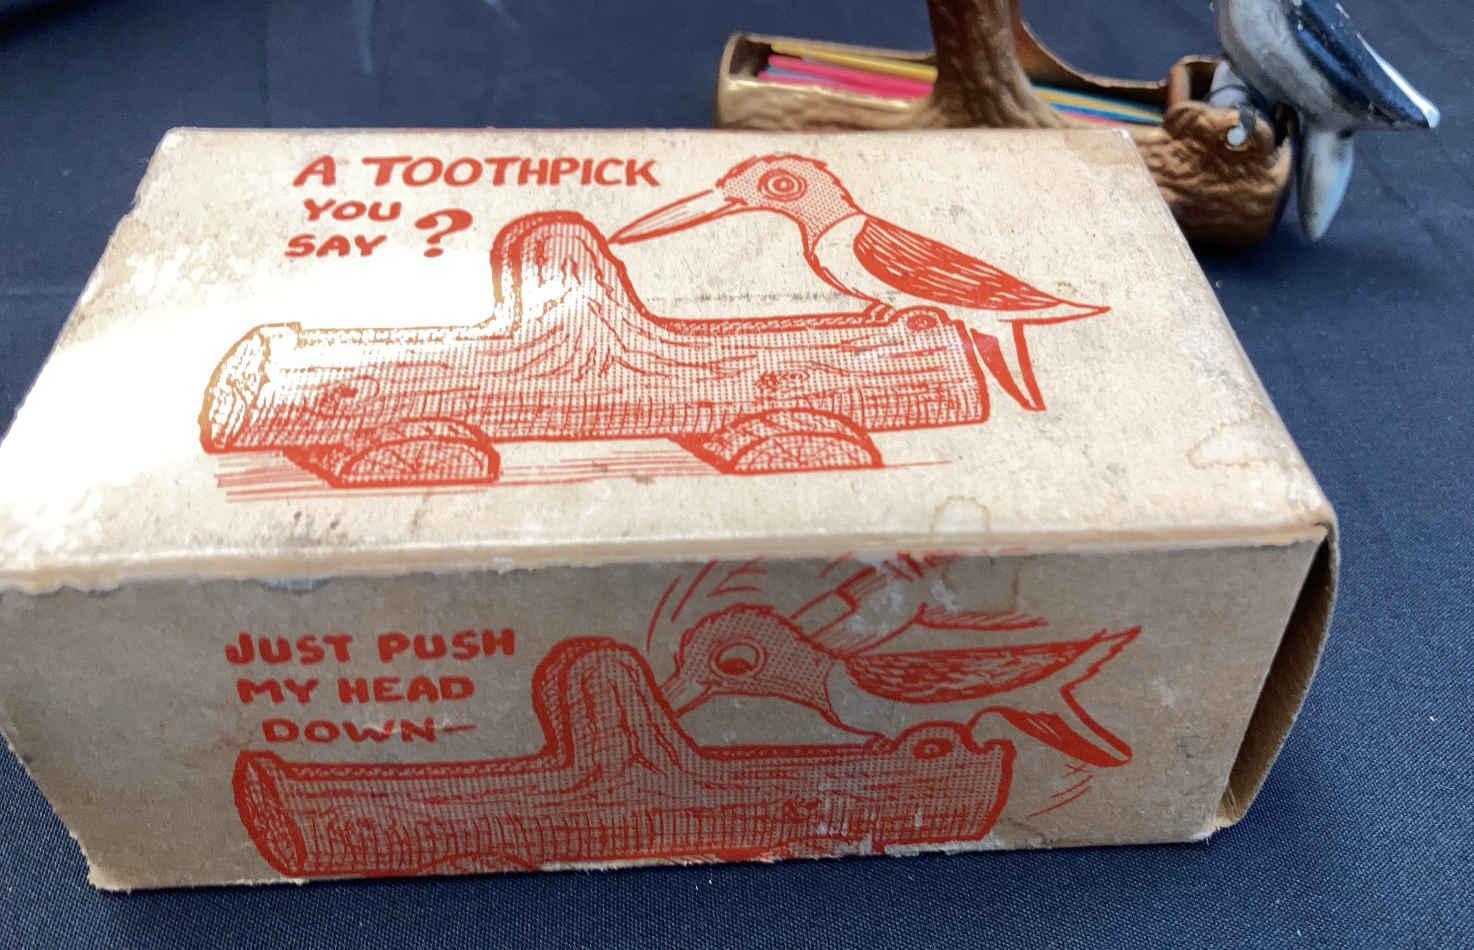 A TOOTHPICK
YOU
SAY ?
JUST PUSH
MY HEAD
DOWN—